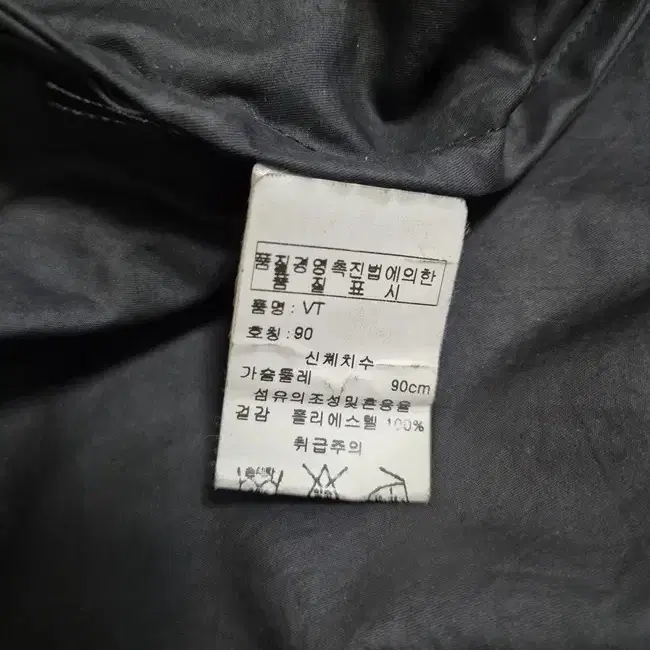 품질경영촉진법에의한
품 질 표 시
품명 : VT
호칭 : 90
신체치수
가슴둘레 90cm
섬유의조성및혼용율
겉감 폴리에스텔 100%
취급주의